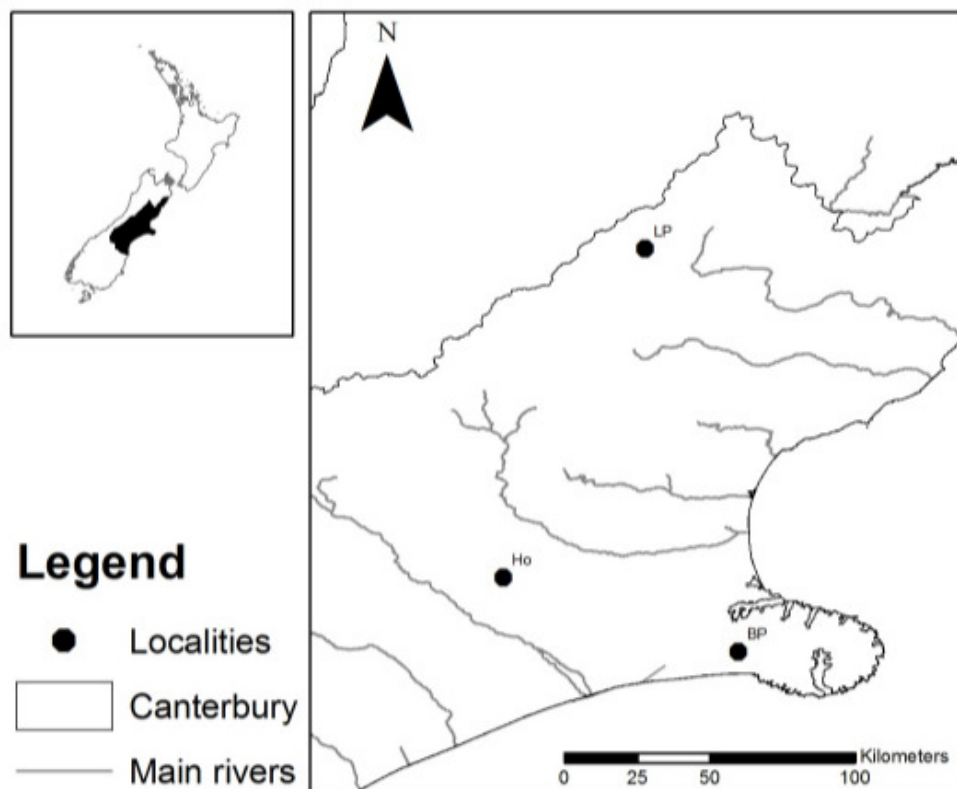 N
LP
Ho
BP
Legend
Localities
Canterbury
Main rivers
Kilometers
0 25 50 100